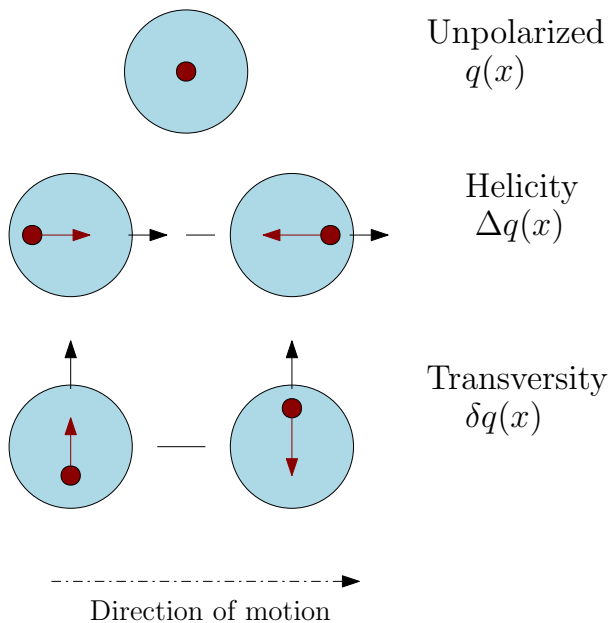 Unpolarized
q(x)
Helicity
Δq(x)
Transversity
δq(x)
Direction of motion